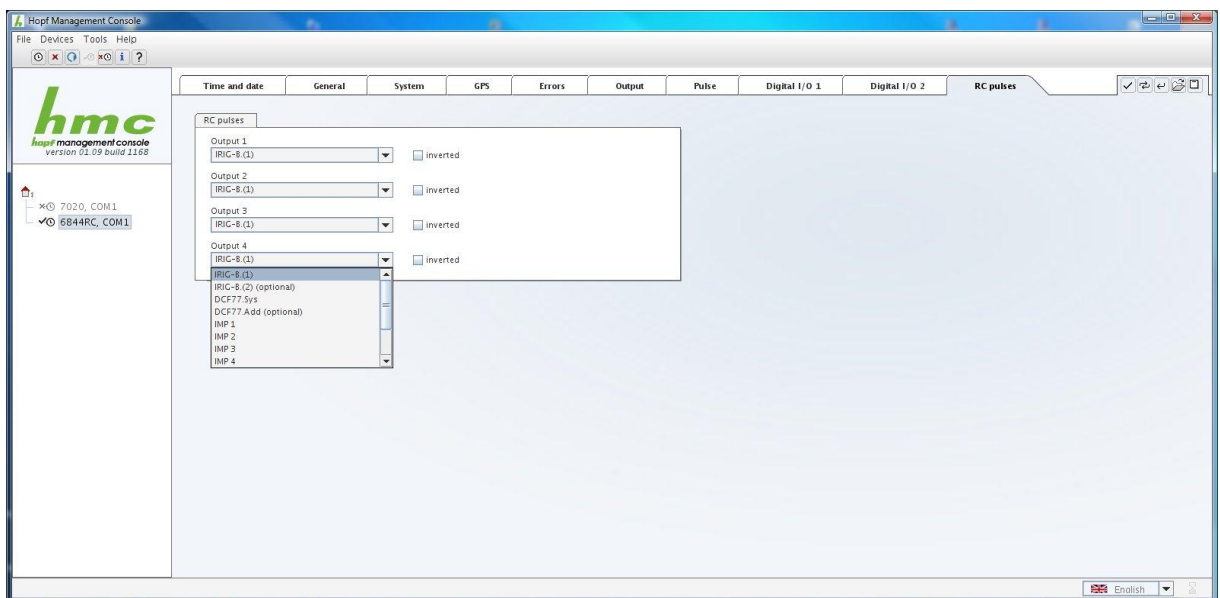 Hopf Management Console
File Devices Tools Help
Time and date General System GPS Errors Output Pulse Digital I/O 1 Digital I/O 2 RC pulses
hmc
hopf management console
version 01.09 build 1168
7020, COM1
6844RC, COM1
RC pulses
Output 1
IRIG-B.(1) inverted
Output 2
IRIG-B.(1) inverted
Output 3
IRIG-B.(1) inverted
Output 4
IRIG-B.(1) inverted
IRIG-B.(1)
IRIG-B.(2) (optional)
DCF77.Sys
DCF77.Add (optional)
IMP 1
IMP 2
IMP 3
IMP 4
English